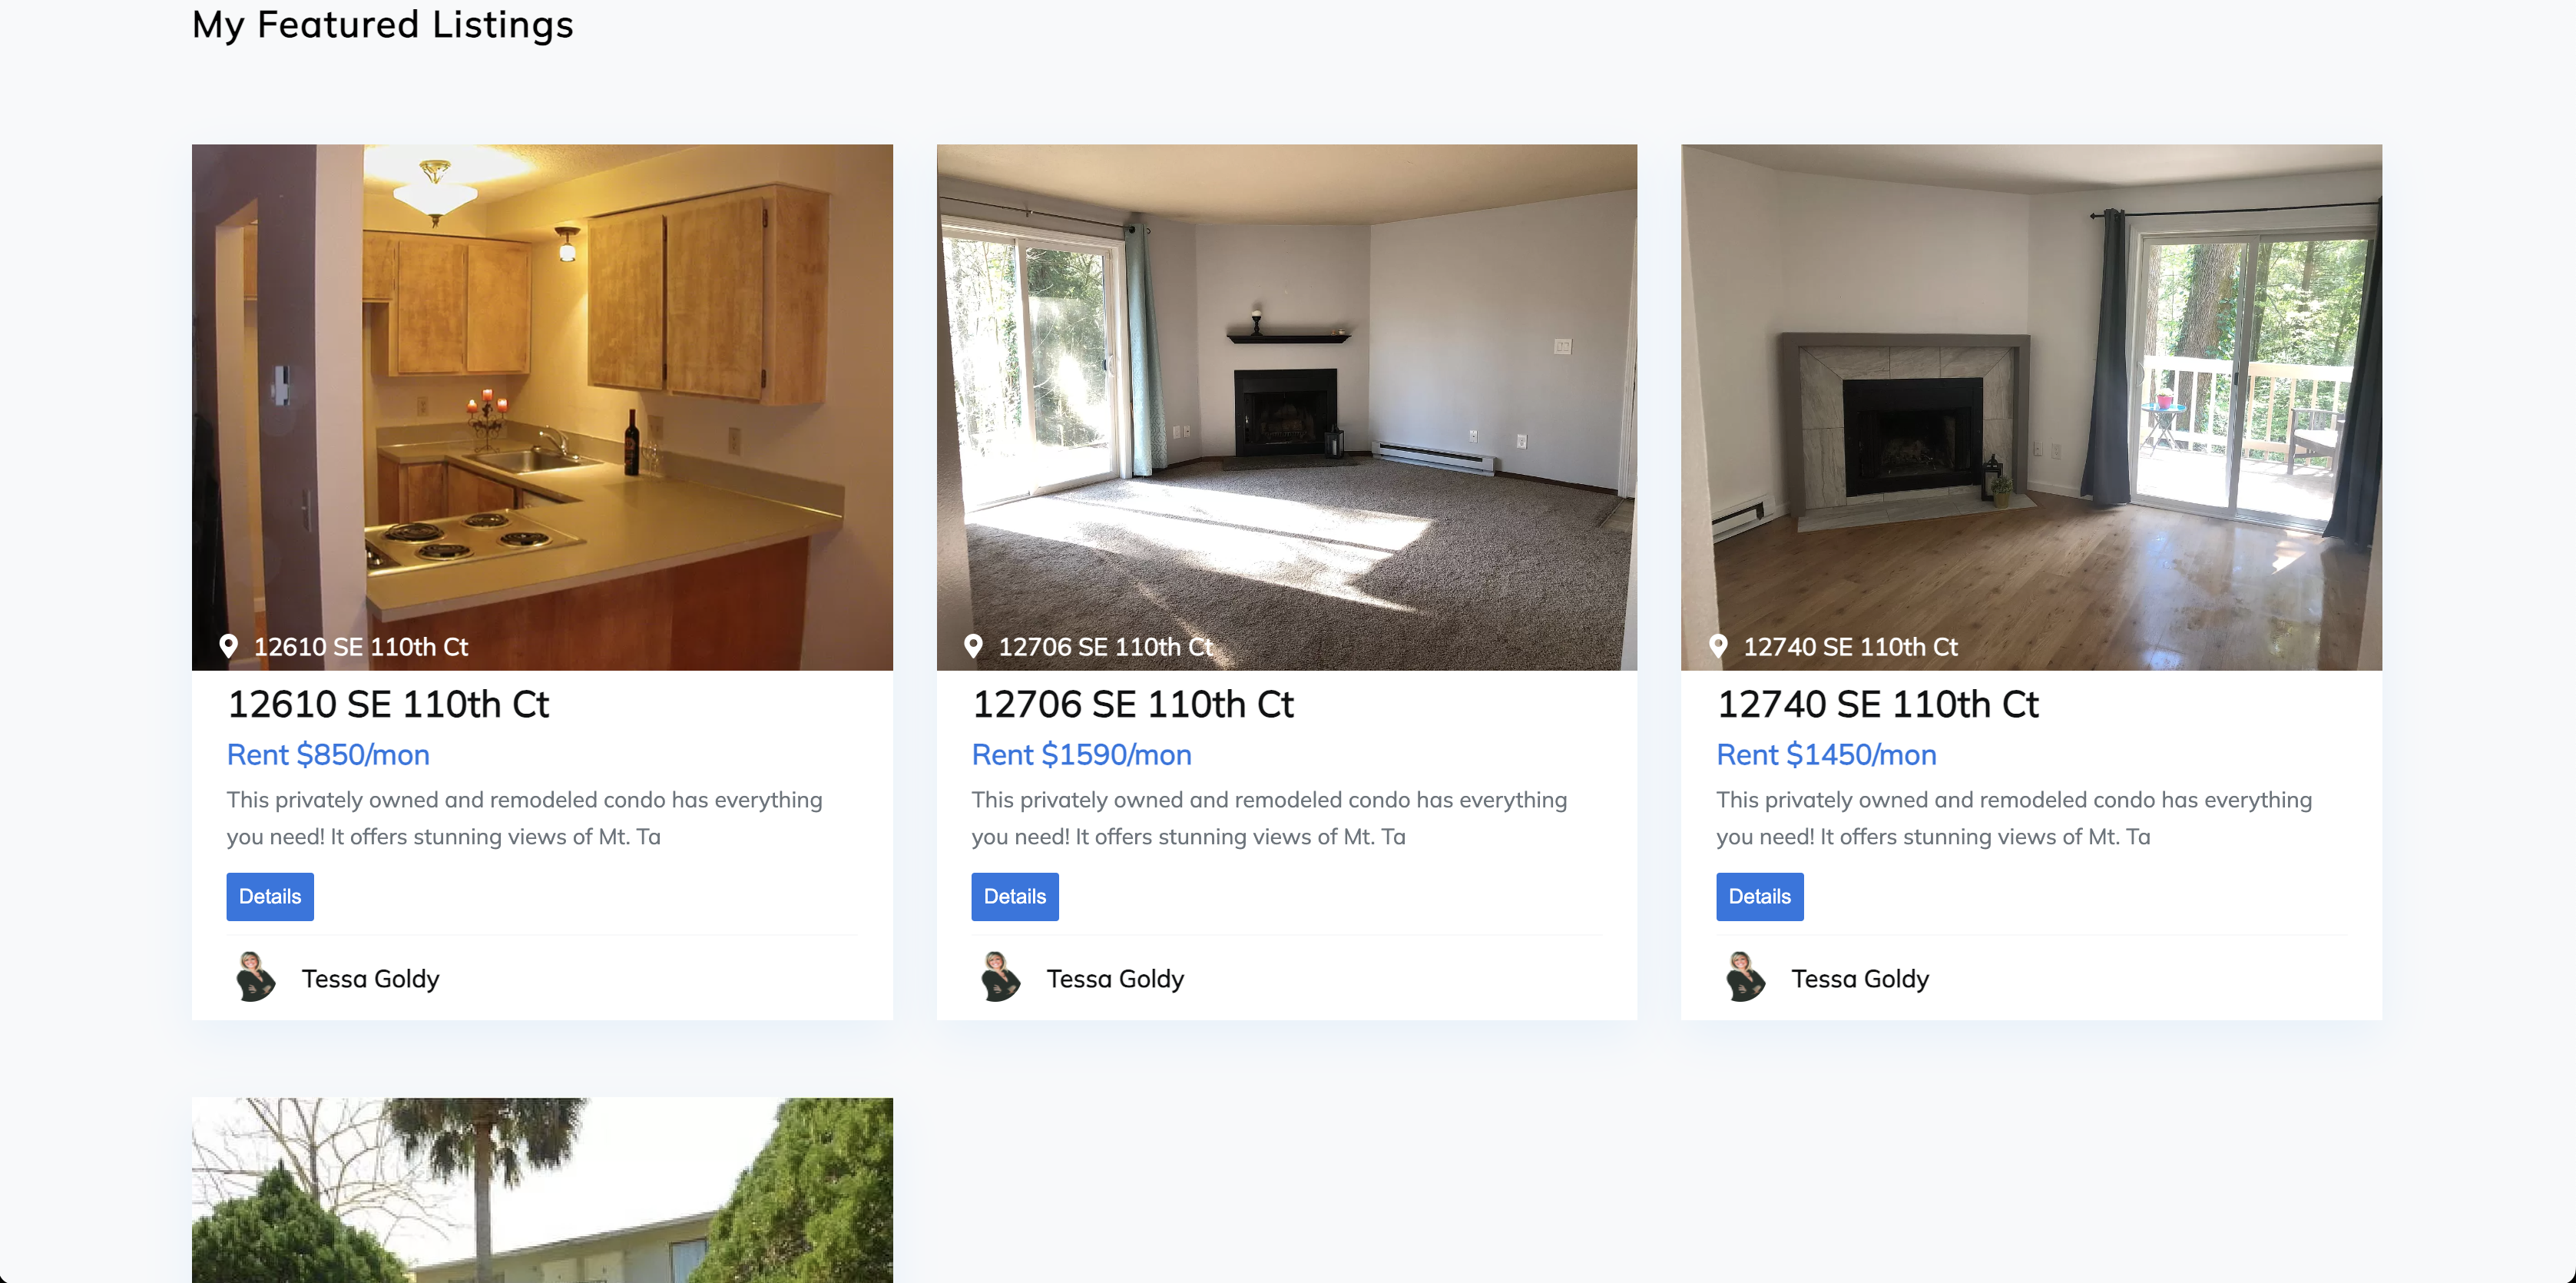 My Featured Listings
12610 SE 110th Ct
12706 SE 110th Ct
12740 SE 110th Ct
12610 SE 110th Ct
Rent $850/mon
This privately owned and remodeled condo has everything
you need! It offers stunning views of Mt. Ta
Details
Tessa Goldy
12706 SE 110th Ct
Rent $1590/mon
This privately owned and remodeled condo has everything
you need! It offers stunning views of Mt. Ta
Details
Tessa Goldy
12740 SE 110th Ct
Rent $1450/mon
This privately owned and remodeled condo has everything
you need! It offers stunning views of Mt. Ta
Details
Tessa Goldy